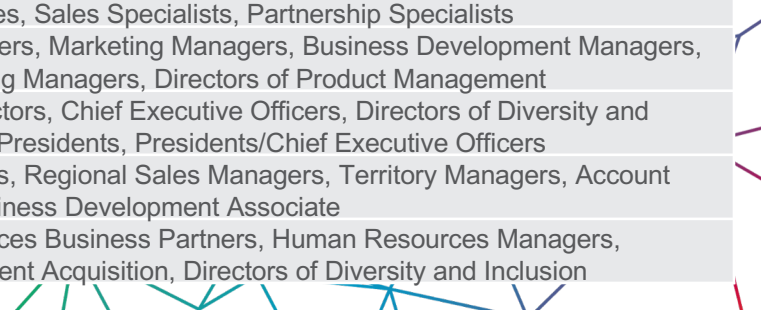 es, Sales Specialists, Partnership Specialists
ers, Marketing Managers, Business Development Managers,
g Managers, Directors of Product Management
ctors, Chief Executive Officers, Directors of Diversity and
Presidents, Presidents/Chief Executive Officers
s, Regional Sales Managers, Territory Managers, Account
iness Development Associate
ces Business Partners, Human Resources Managers,
ent Acquisition, Directors of Diversity and Inclusion